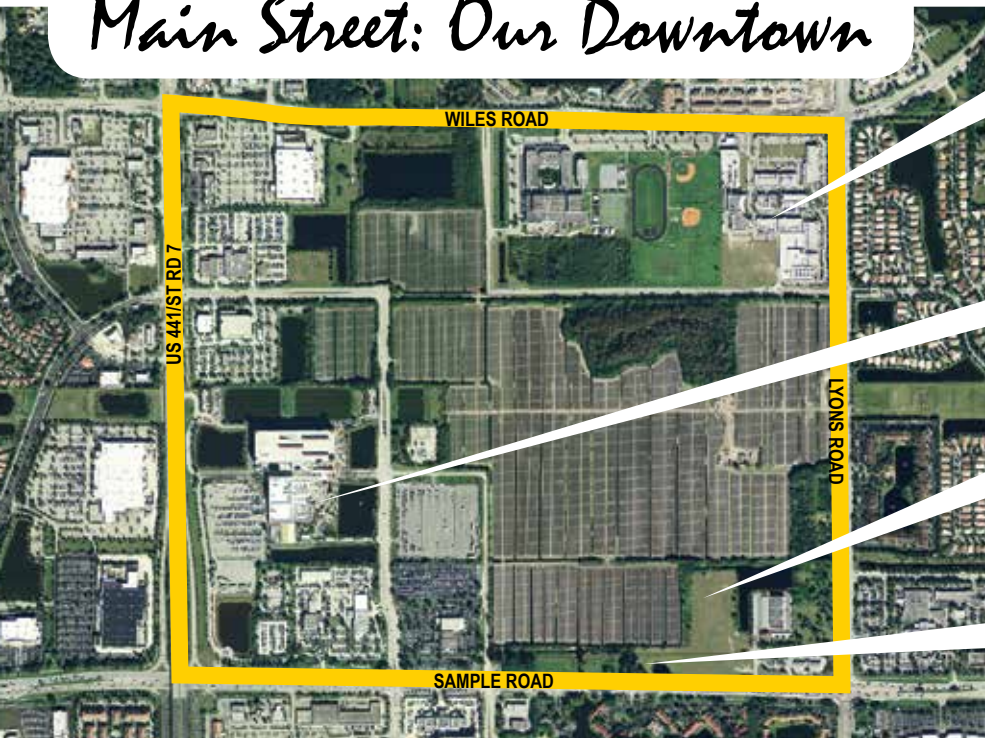 Main Street: Our Downtown
WILES ROAD
US 441/ST RD 7
LYONS ROAD
SAMPLE ROAD